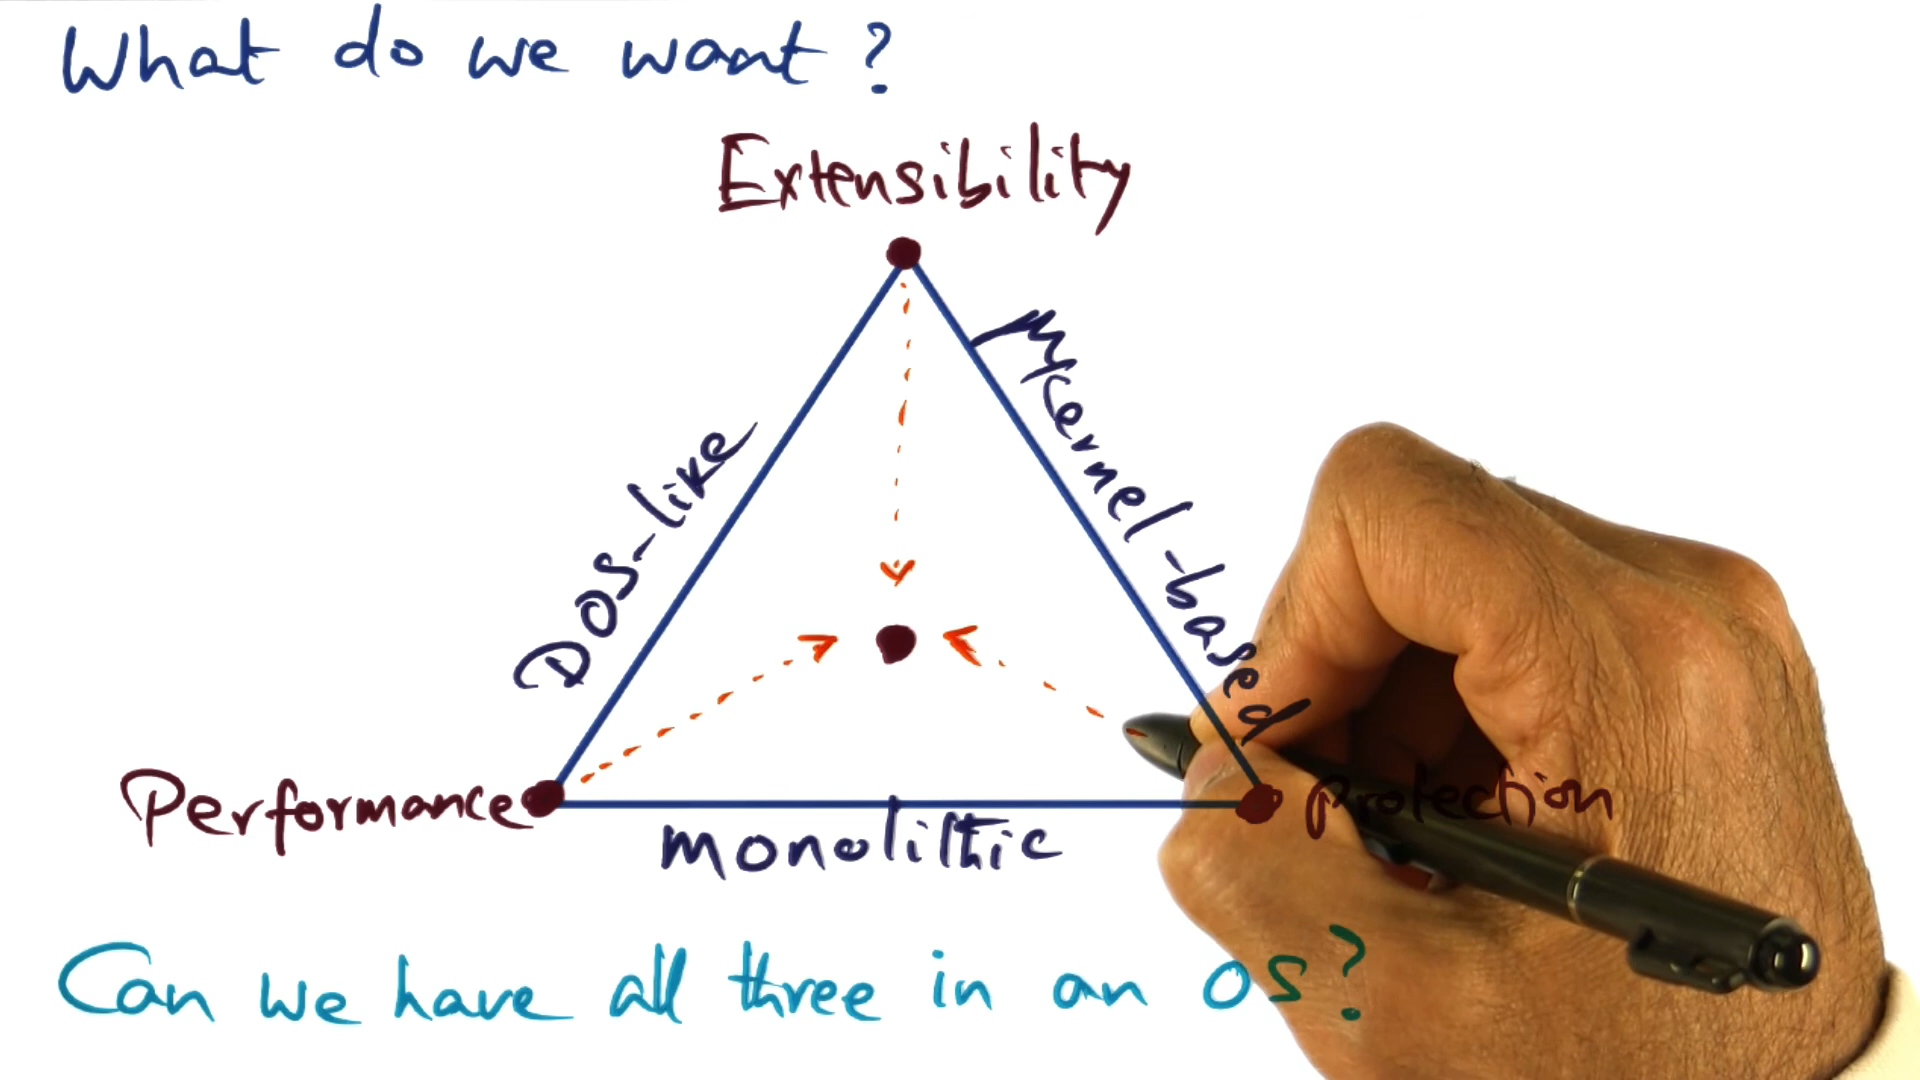 What do we want?
Extensibility
μkernel-based
DOS-like
Performance
Protection
monolithic
Can we have all three in an OS?